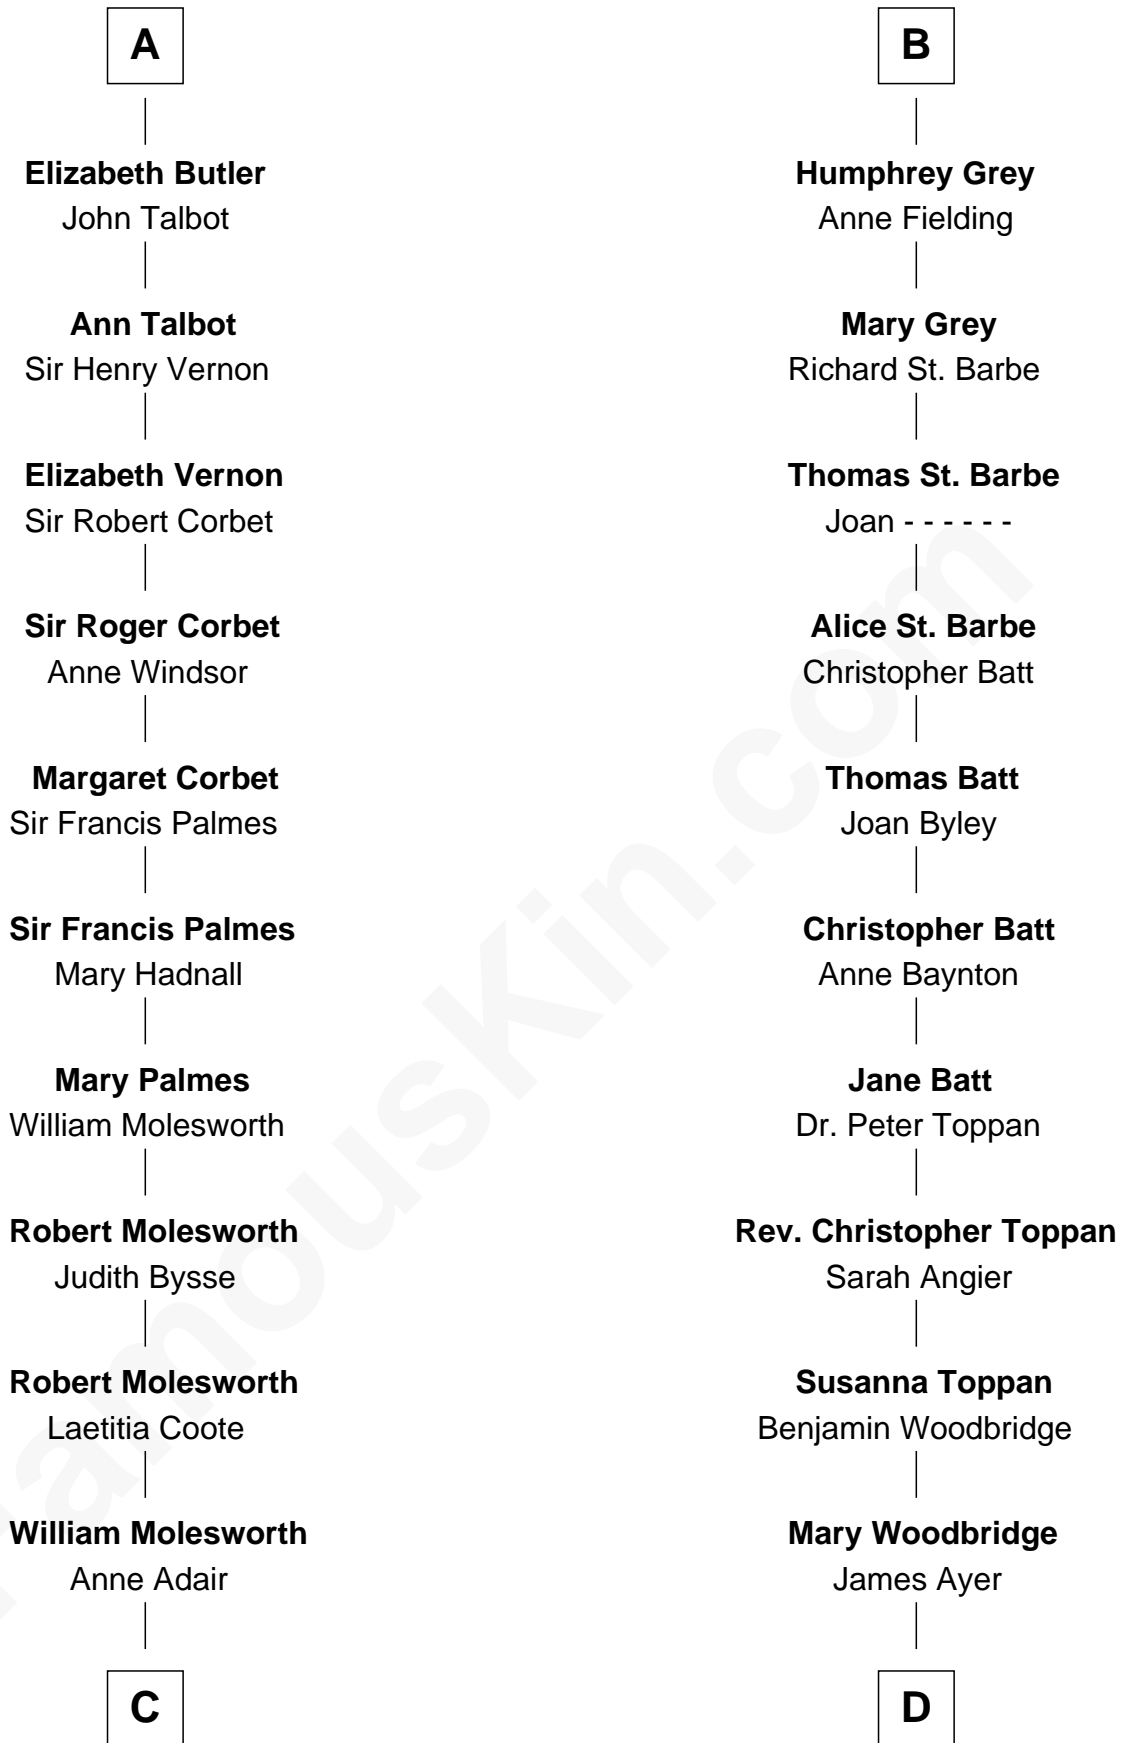 A
Elizabeth Butler
John Talbot
Ann Talbot
Sir Henry Vernon
Elizabeth Vernon
Sir Robert Corbet
Sir Roger Corbet
Anne Windsor
Margaret Corbet
Sir Francis Palmes
Sir Francis Palmes
Mary Hadnall
Mary Palmes
William Molesworth
Robert Molesworth
Judith Bysse
Robert Molesworth
Laetitia Coote
William Molesworth
Anne Adair
C
B
Humphrey Grey
Anne Fielding
Mary Grey
Richard St. Barbe
Thomas St. Barbe
Joan - - - - - -
Alice St. Barbe
Christopher Batt
Thomas Batt
Joan Byley
Christopher Batt
Anne Baynton
Jane Batt
Dr. Peter Toppan
Rev. Christopher Toppan
Sarah Angier
Susanna Toppan
Benjamin Woodbridge
Mary Woodbridge
James Ayer
D
FamousKin.com